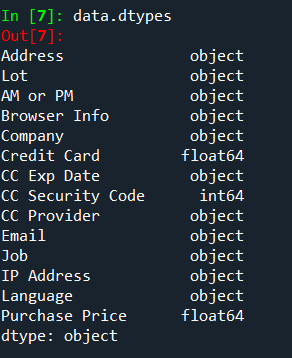 In [7]: data.dtypes
Out[7]:
Address object
Lot object
AM or PM object
Browser Info object
Company object
Credit Card float64
CC Exp Date object
CC Security Code int64
CC Provider object
Email object
Job object
IP Address object
Language object
Purchase Price float64
dtype: object